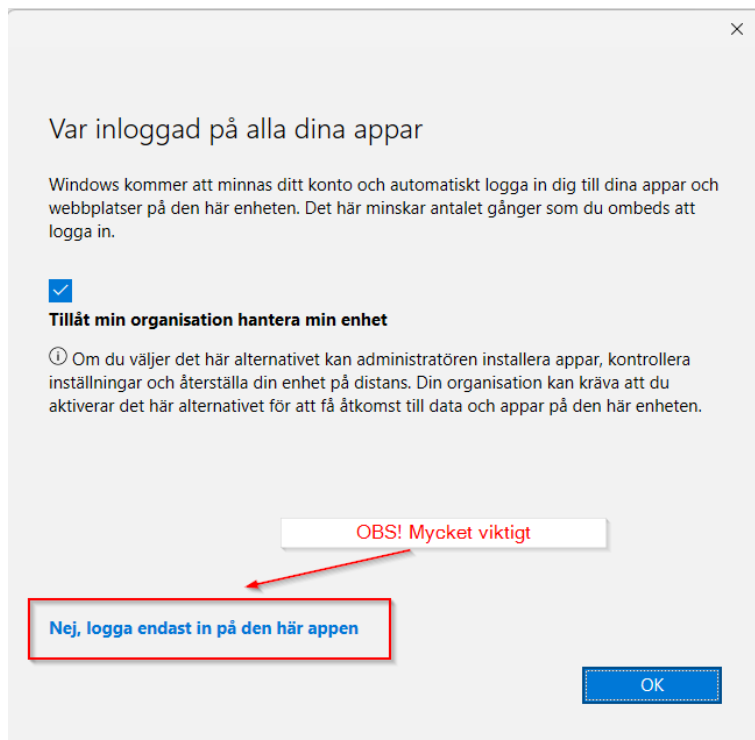 Var inloggad på alla dina appar
Windows kommer att minnas ditt konto och automatiskt logga in dig till dina appar och
webbplatser på den här enheten. Det här minskar antalet gånger som du ombeds att
logga in.
Tillåt min organisation hantera min enhet
Om du väljer det här alternativet kan administratören installera appar, kontrollera
inställningar och återställa din enhet på distans. Din organisation kan kräva att du
aktiverar det här alternativet för att få åtkomst till data och appar på den här enheten.
OBS! Mycket viktigt
Nej, logga endast in på den här appen
OK